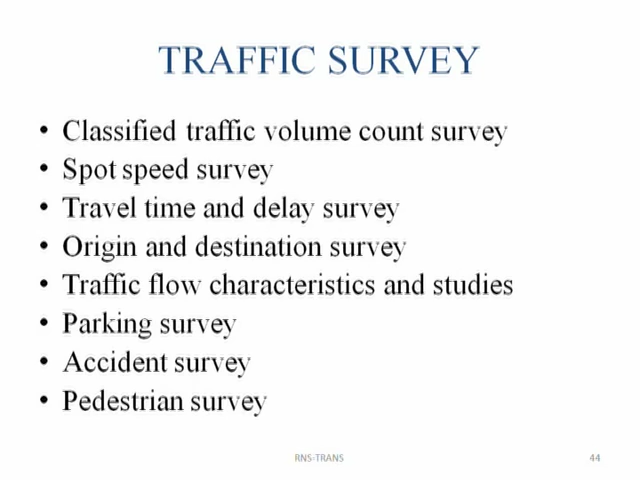 TRAFFIC SURVEY
• Classified traffic volume count survey
• Spot speed survey
• Travel time and delay survey
• Origin and destination survey
• Traffic flow characteristics and studies
• Parking survey
• Accident survey
• Pedestrian survey
RNS-TRANS
44